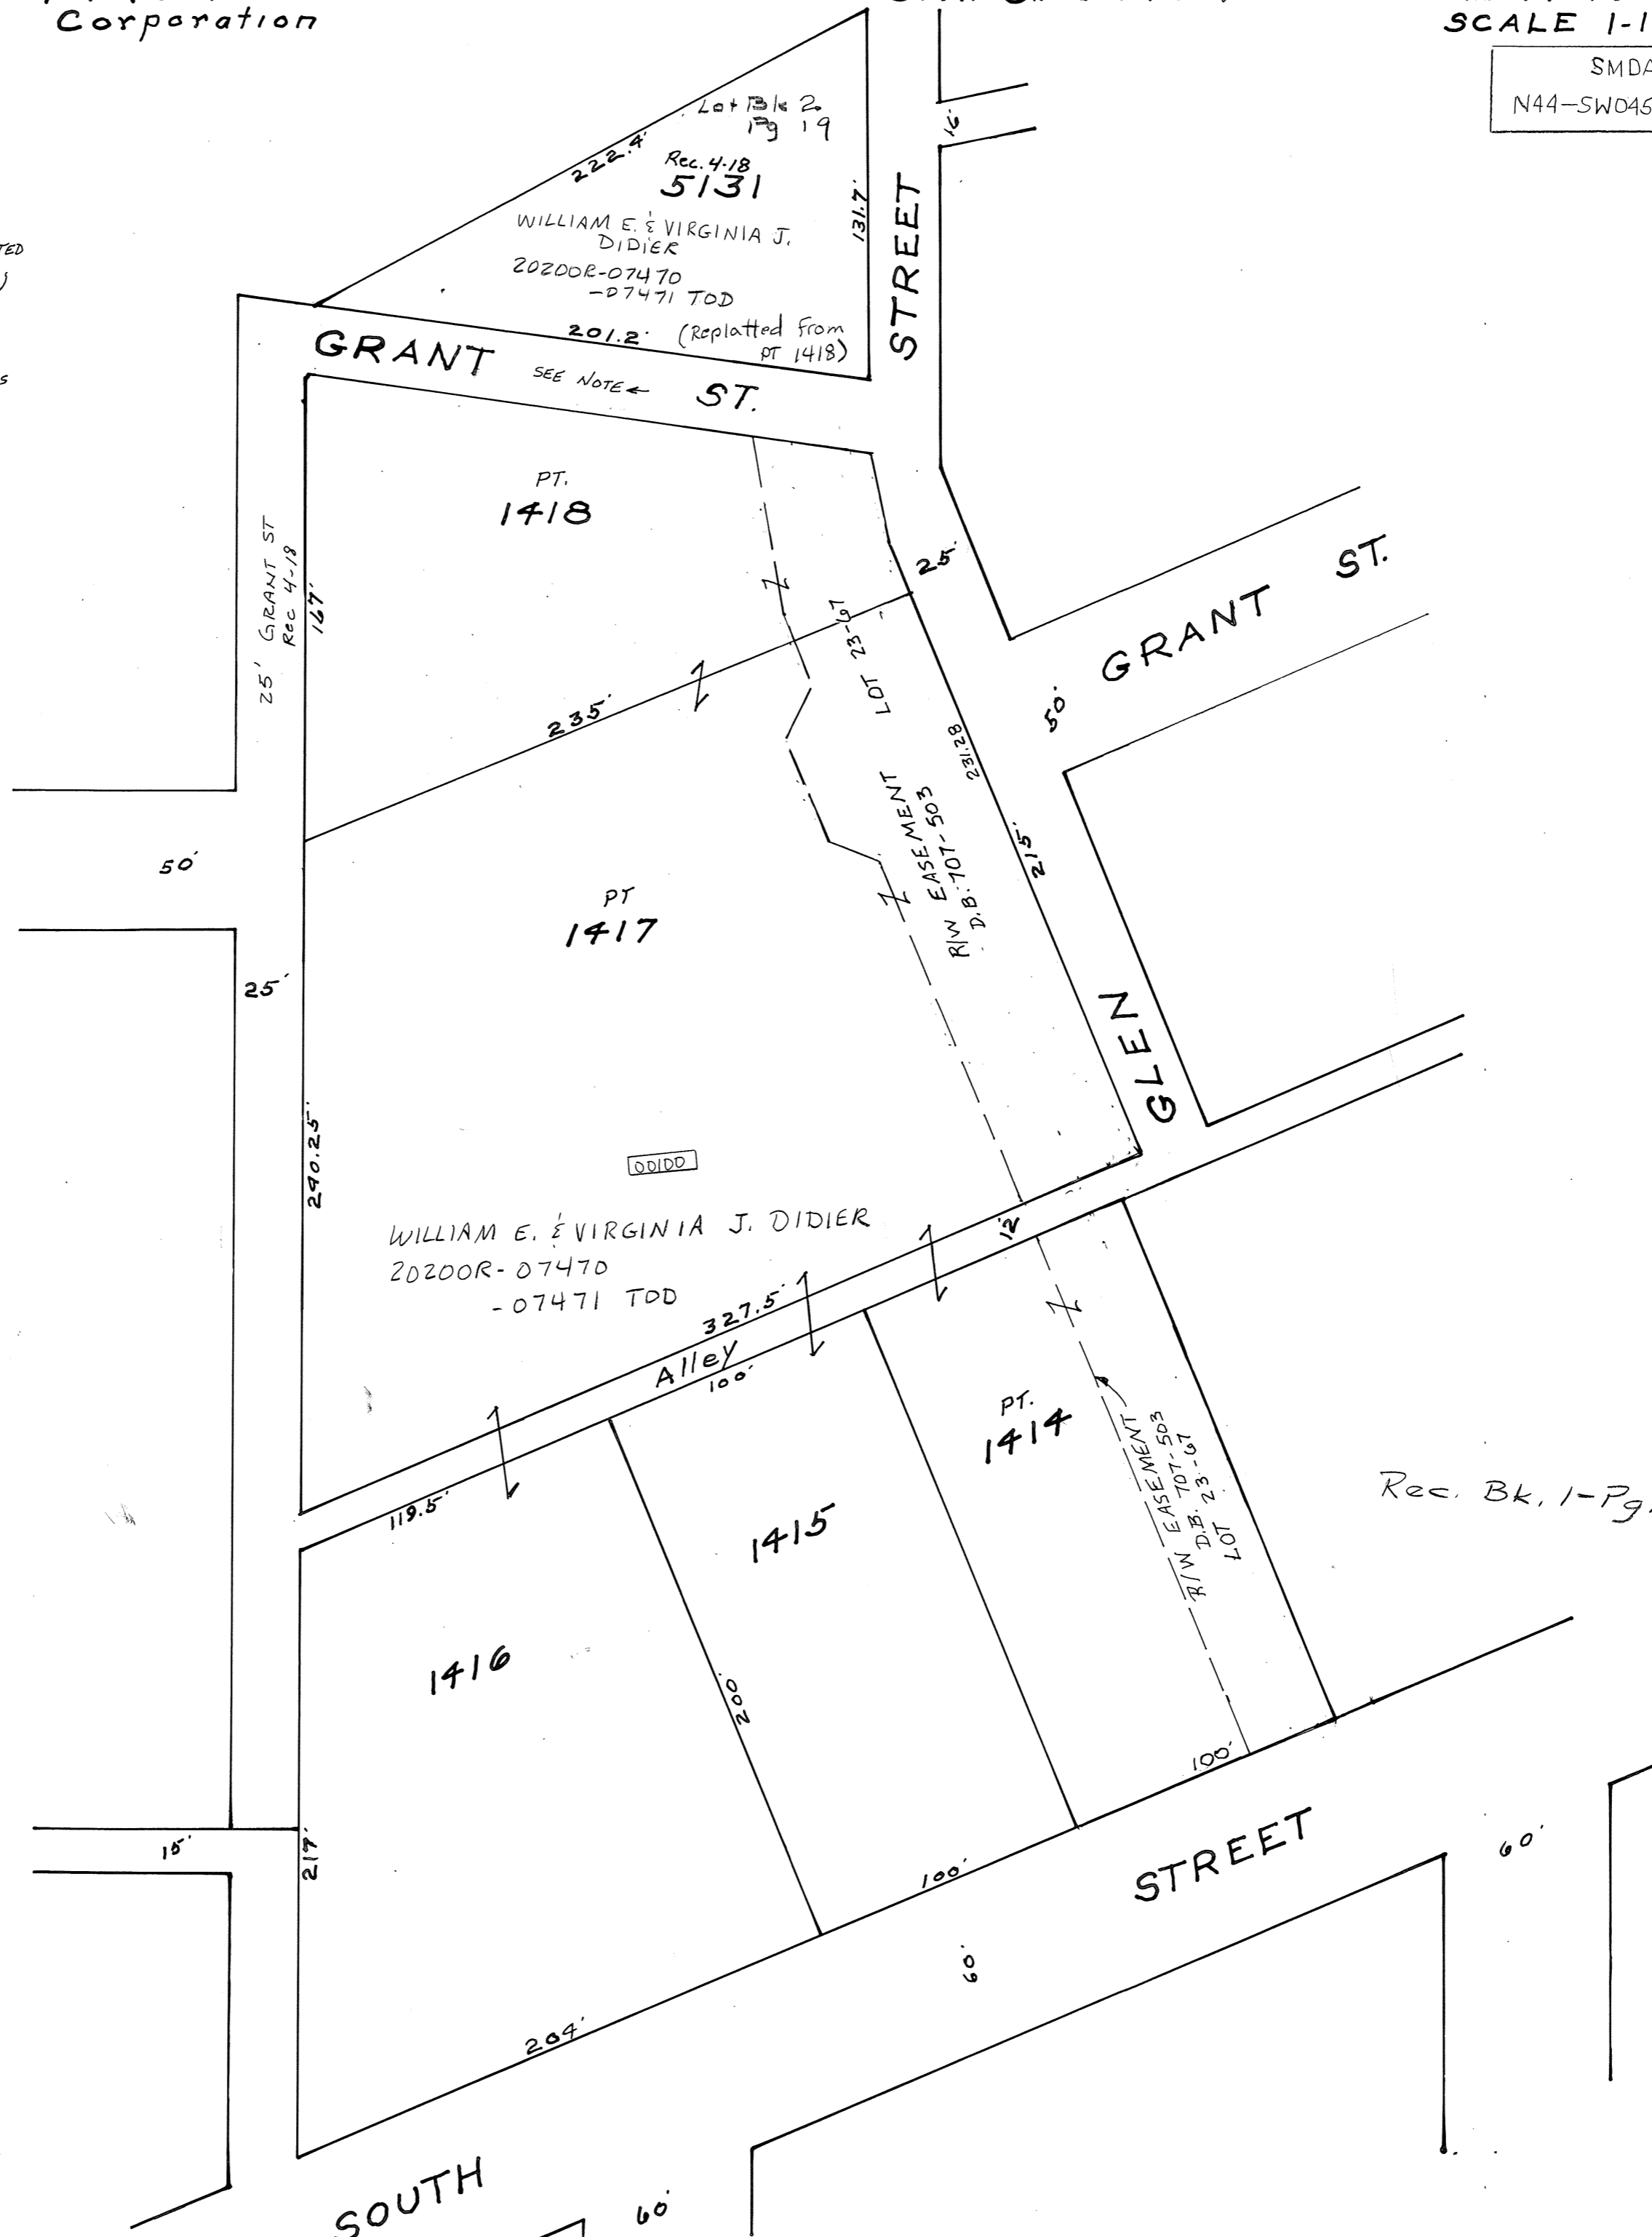 Corporation
SCALE 1-1
SMDA
N44-SW045
Lot Blk 2
Pg 19
Rec. 4-18
5131
WILLIAM E. & VIRGINIA J.
DIDIER
20200R-07470
-07471 TOD
(Replatted from
PT 1418)
222.4'
131.7'
201.2'
16'
STREET
TED
GRANT ST.
SEE NOTE ←
PT.
1418
25' GRANT ST
Rec 4-18
167'
25'
GRANT ST.
50'
235'
LOT 23-67
R/W EASEMENT
D.B. 707-503
231.28
215'
50'
PT
1417
25'
GLEN
290.25'
00100
WILLIAM E. & VIRGINIA J. DIDIER
20200R-07470
-07471 TOD
12'
327.5'
Alley
100'
119.5'
PT.
1414
R/W EASEMENT
D.B. 707-503
LOT 23-67
Rec. Bk. 1-Pg.
1415
1416
200'
100'
15'
217'
100'
STREET
60'
60'
204'
SOUTH
60'